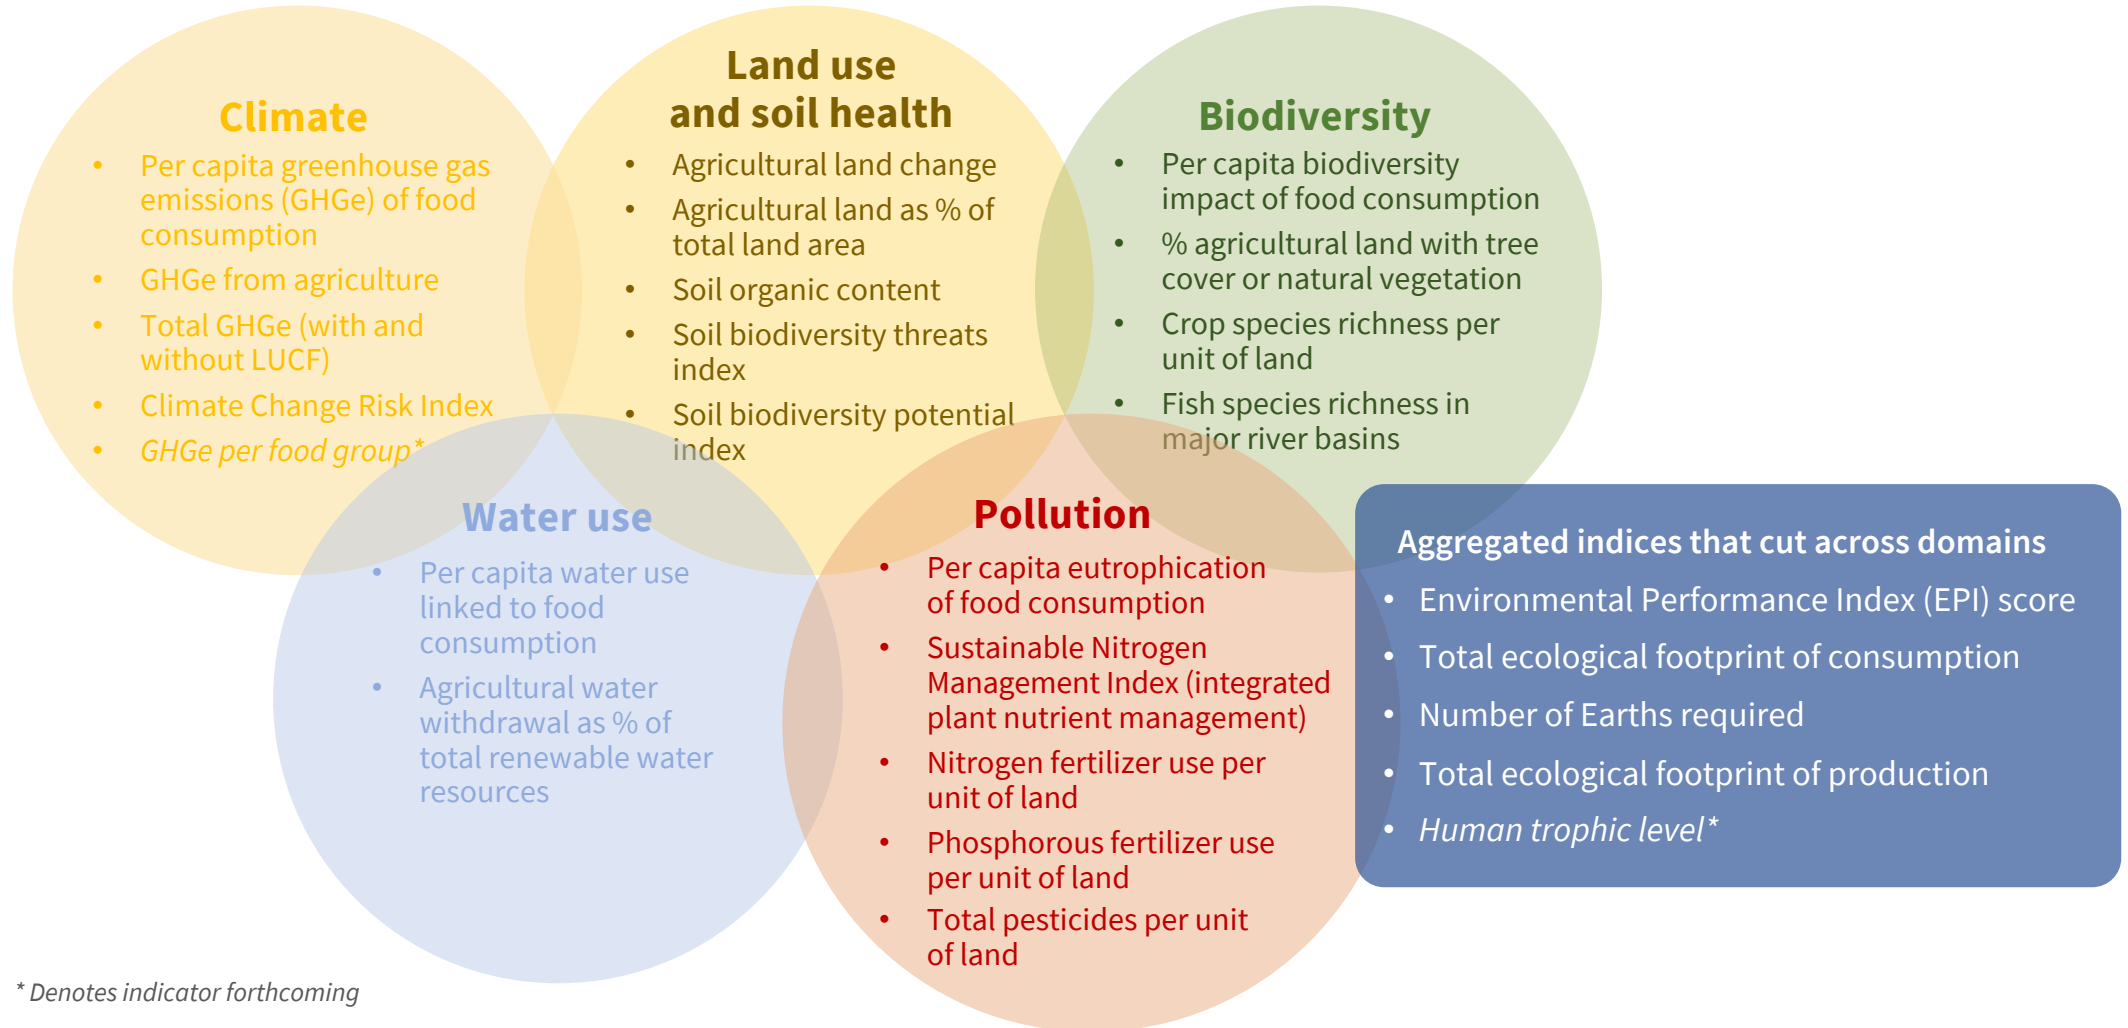 Climate
• Per capita greenhouse gas
emissions (GHGe) of food
consumption
• GHGe from agriculture
• Total GHGe (with and
without LUCF)
• Climate Change Risk Index
• GHGe per food group*
Land use
and soil health
• Agricultural land change
• Agricultural land as % of
total land area
• Soil organic content
• Soil biodiversity threats
index
• Soil biodiversity potential
index
Biodiversity
• Per capita biodiversity
impact of food consumption
• % agricultural land with tree
cover or natural vegetation
• Crop species richness per
unit of land
• Fish species richness in
major river basins
Water use
• Per capita water use
linked to food
consumption
• Agricultural water
withdrawal as % of
total renewable water
resources
Pollution
• Per capita eutrophication
of food consumption
• Sustainable Nitrogen
Management Index (integrated
plant nutrient management)
• Nitrogen fertilizer use per
unit of land
• Phosphorous fertilizer use
per unit of land
• Total pesticides per unit
of land
Aggregated indices that cut across domains
• Environmental Performance Index (EPI) score
• Total ecological footprint of consumption
• Number of Earths required
• Total ecological footprint of production
• Human trophic level*
* Denotes indicator forthcoming